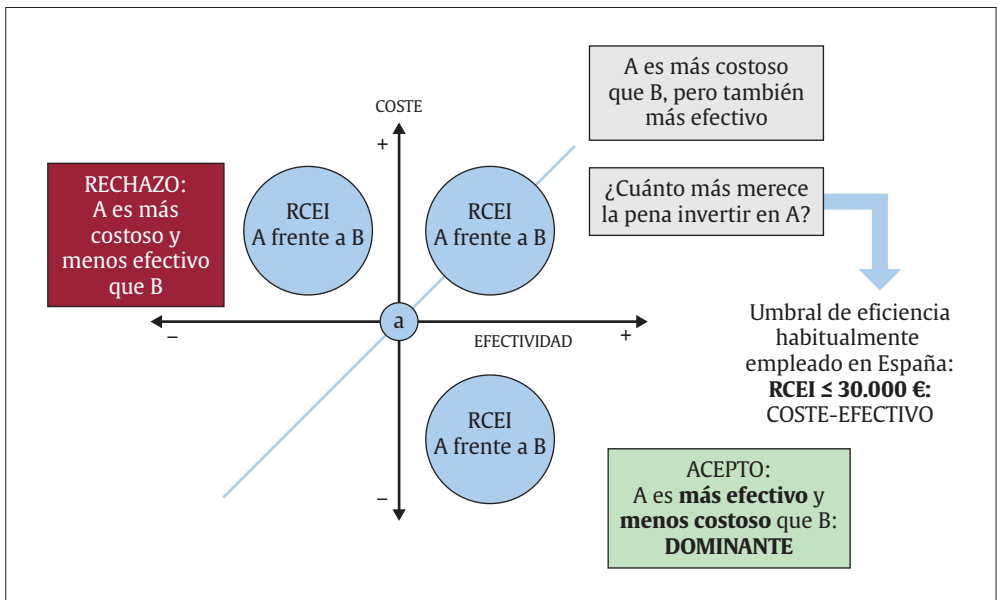 A es más costoso
que B, pero también
más efectivo
COSTE
+
RECHAZO:
A es más
costoso y
menos efectivo
que B
RCEI
A frente a B
RCEI
A frente a B
¿Cuánto más merece
la pena invertir en A?
a
−
EFECTIVIDAD
+
Umbral de eficiencia
habitualmente
empleado en España:
RCEI ≤ 30.000 €:
COSTE-EFECTIVO
RCEI
A frente a B
−
ACEPTO:
A es más efectivo y
menos costoso que B:
DOMINANTE